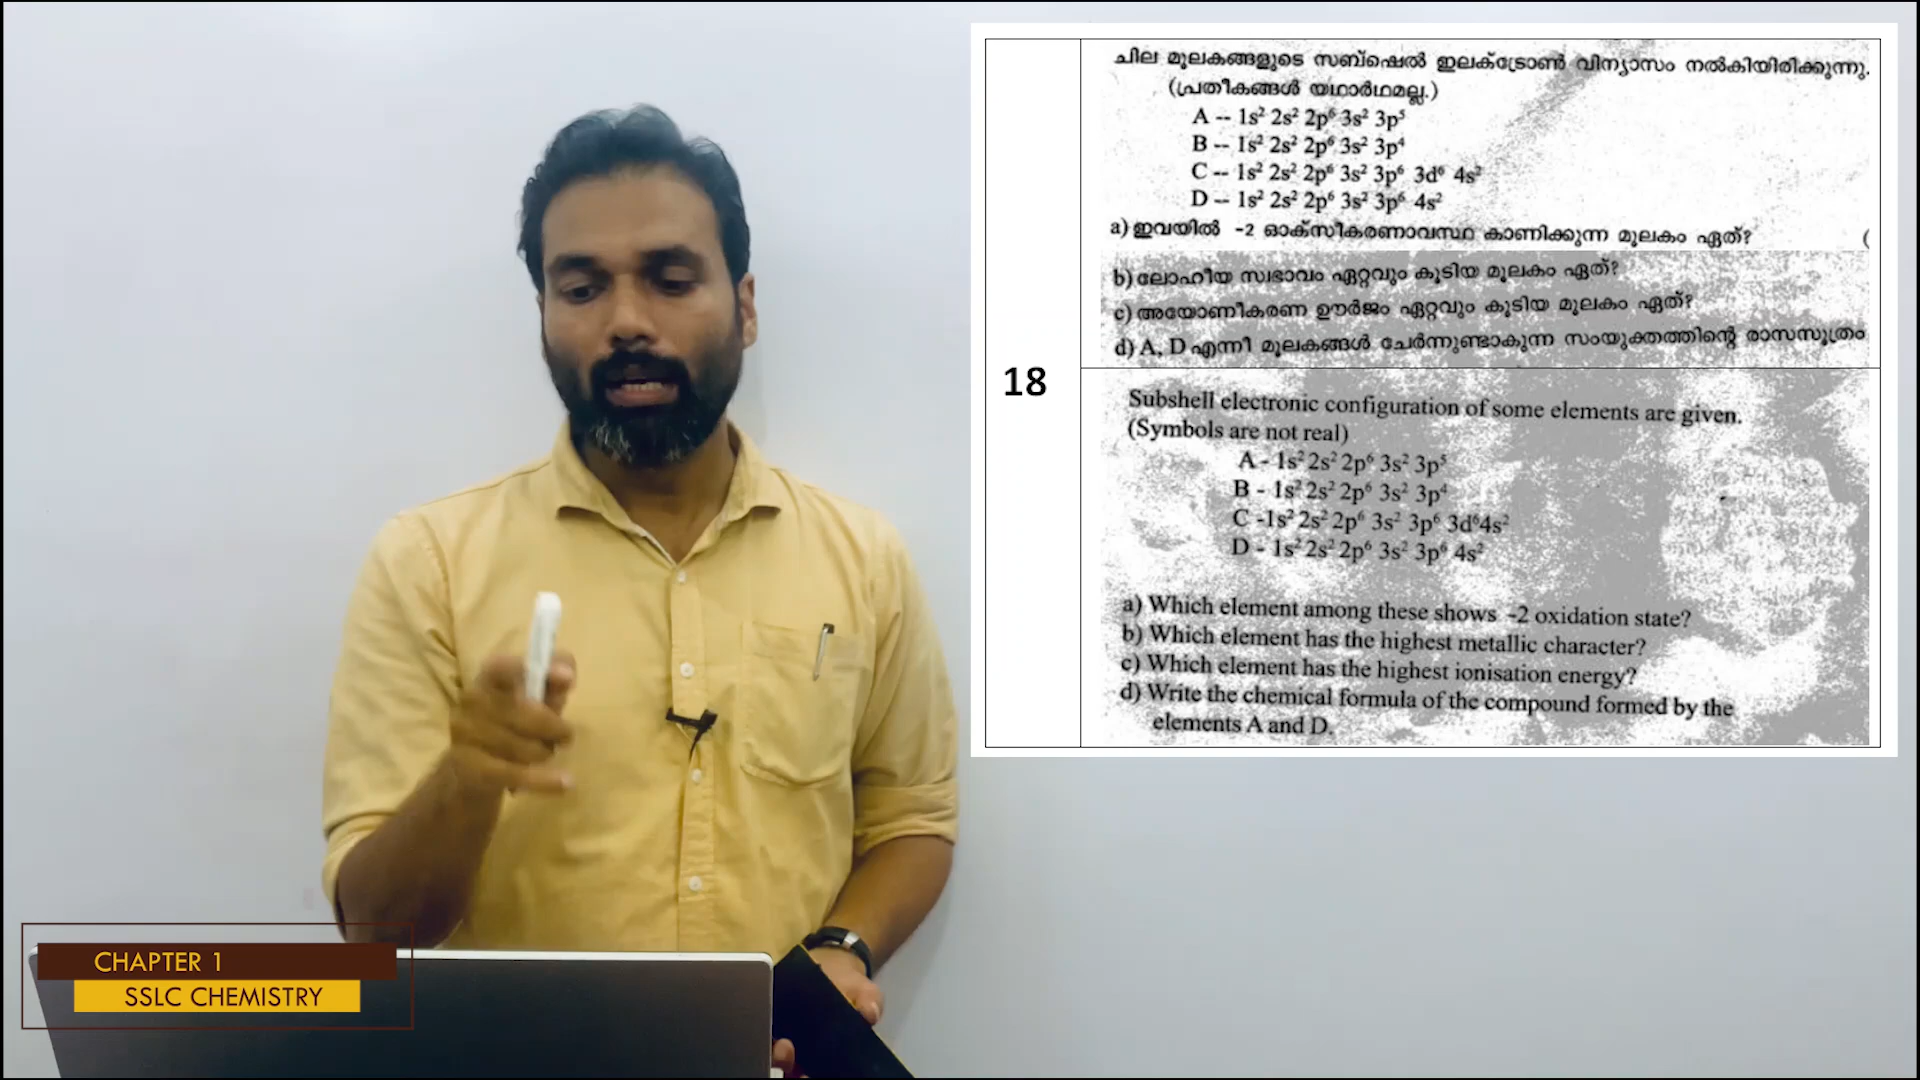 18
ചില മൂലകങ്ങളുടെ സബ്ഷെൽ ഇലക്ട്രോൺ വിന്യാസം നൽകിയിരിക്കുന്നു.
(പ്രതീകങ്ങൾ യഥാർഥമല്ല.)
A -- 1s² 2s² 2p⁶ 3s² 3p⁵
B -- 1s² 2s² 2p⁶ 3s² 3p⁴
C -- 1s² 2s² 2p⁶ 3s² 3p⁶ 3d⁶ 4s²
D -- 1s² 2s² 2p⁶ 3s² 3p⁶ 4s²
a) ഇവയിൽ -2 ഓക്സീകരണാവസ്ഥ കാണിക്കുന്ന മൂലകം ഏത്? (
b) ലോഹീയ സ്വഭാവം ഏറ്റവും കൂടിയ മൂലകം ഏത്?
c) അയോണീകരണ ഊർജം ഏറ്റവും കൂടിയ മൂലകം ഏത്?
d) A, D എന്നീ മൂലകങ്ങൾ ചേർന്നുണ്ടാകുന്ന സംയുക്തത്തിന്റെ രാസസൂത്രം
Subshell electronic configuration of some elements are given.
(Symbols are not real)
A - 1s² 2s² 2p⁶ 3s² 3p⁵
B - 1s² 2s² 2p⁶ 3s² 3p⁴
C -1s² 2s² 2p⁶ 3s² 3p⁶ 3d⁶4s²
D - 1s² 2s² 2p⁶ 3s² 3p⁶ 4s²
a) Which element among these shows -2 oxidation state?
b) Which element has the highest metallic character?
c) Which element has the highest ionisation energy?
d) Write the chemical formula of the compound formed by the
elements A and D.
CHAPTER 1
SSLC CHEMISTRY